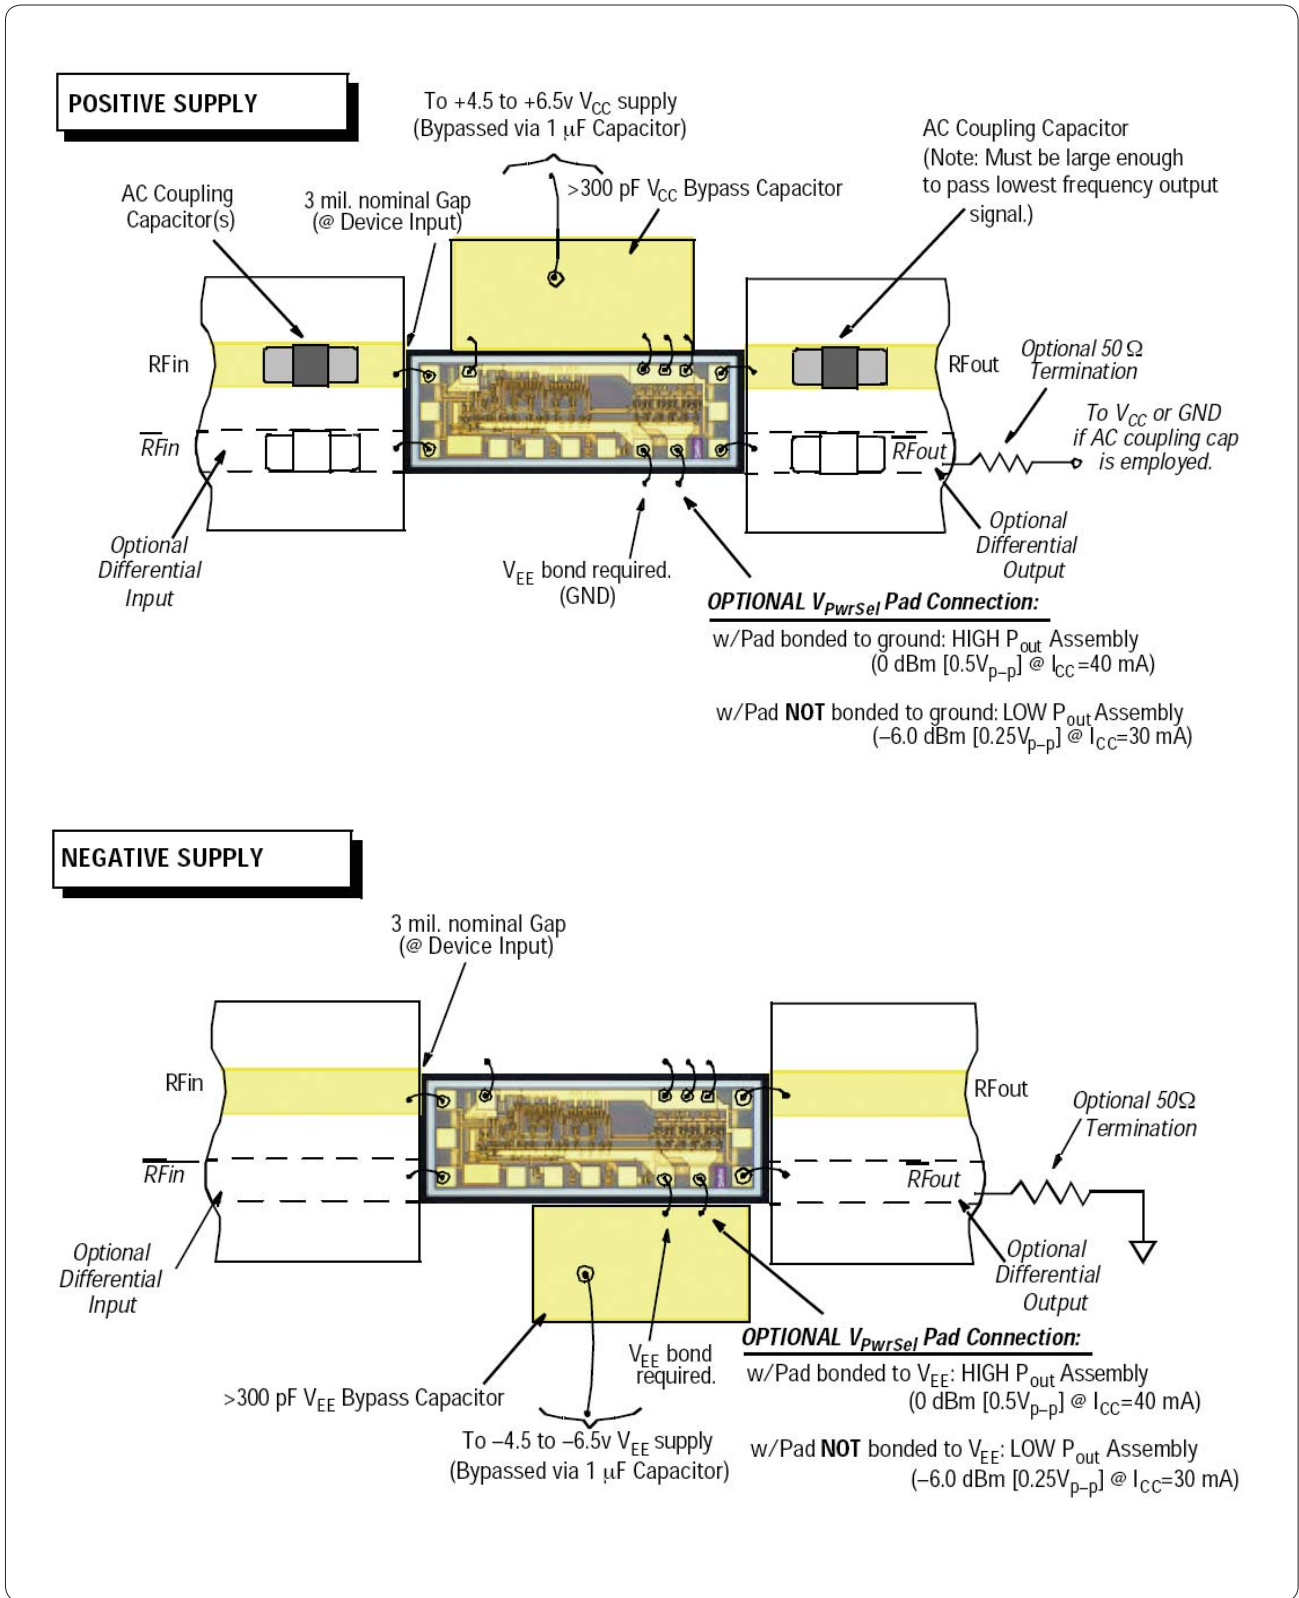 POSITIVE SUPPLY
To +4.5 to +6.5v VCC supply
(Bypassed via 1 μF Capacitor)
AC Coupling Capacitor
(Note: Must be large enough
to pass lowest frequency output
signal.)
AC Coupling
Capacitor(s)
3 mil. nominal Gap
(@ Device Input)
>300 pF VCC Bypass Capacitor
RFin
RFout
Optional 50 Ω
Termination
R̅F̅in
R̅F̅out
To VCC or GND
if AC coupling cap
is employed.
Optional
Differential
Input
VEE bond required.
(GND)
Optional
Differential
Output
OPTIONAL VPwrSel Pad Connection:
w/Pad bonded to ground: HIGH Pout Assembly
(0 dBm [0.5Vp–p] @ ICC=40 mA)
w/Pad NOT bonded to ground: LOW Pout Assembly
(–6.0 dBm [0.25Vp–p] @ ICC=30 mA)
NEGATIVE SUPPLY
3 mil. nominal Gap
(@ Device Input)
RFin
RFout
Optional 50Ω
Termination
R̅F̅in
R̅F̅out
Optional
Differential
Input
Optional
Differential
Output
VEE bond
required.
>300 pF VEE Bypass Capacitor
To –4.5 to –6.5v VEE supply
(Bypassed via 1 μF Capacitor)
OPTIONAL VPwrSel Pad Connection:
w/Pad bonded to VEE: HIGH Pout Assembly
(0 dBm [0.5Vp–p] @ ICC=40 mA)
w/Pad NOT bonded to VEE: LOW Pout Assembly
(–6.0 dBm [0.25Vp–p] @ ICC=30 mA)